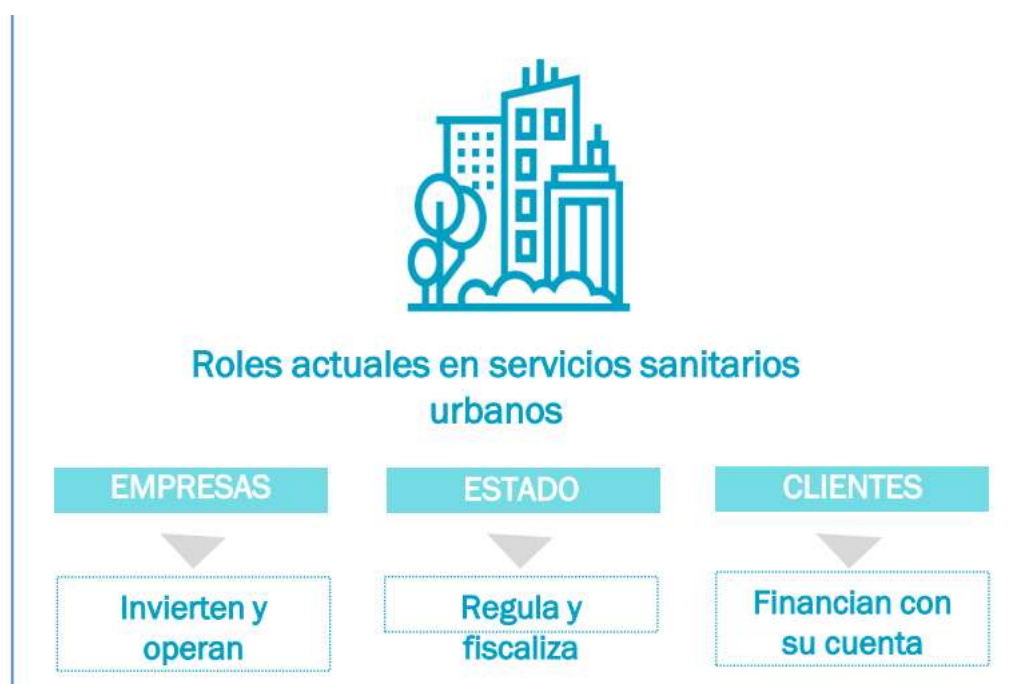 Roles actuales en servicios sanitarios
urbanos
EMPRESAS
ESTADO
CLIENTES
Invierten y
operan
Regula y
fiscaliza
Financian con
su cuenta